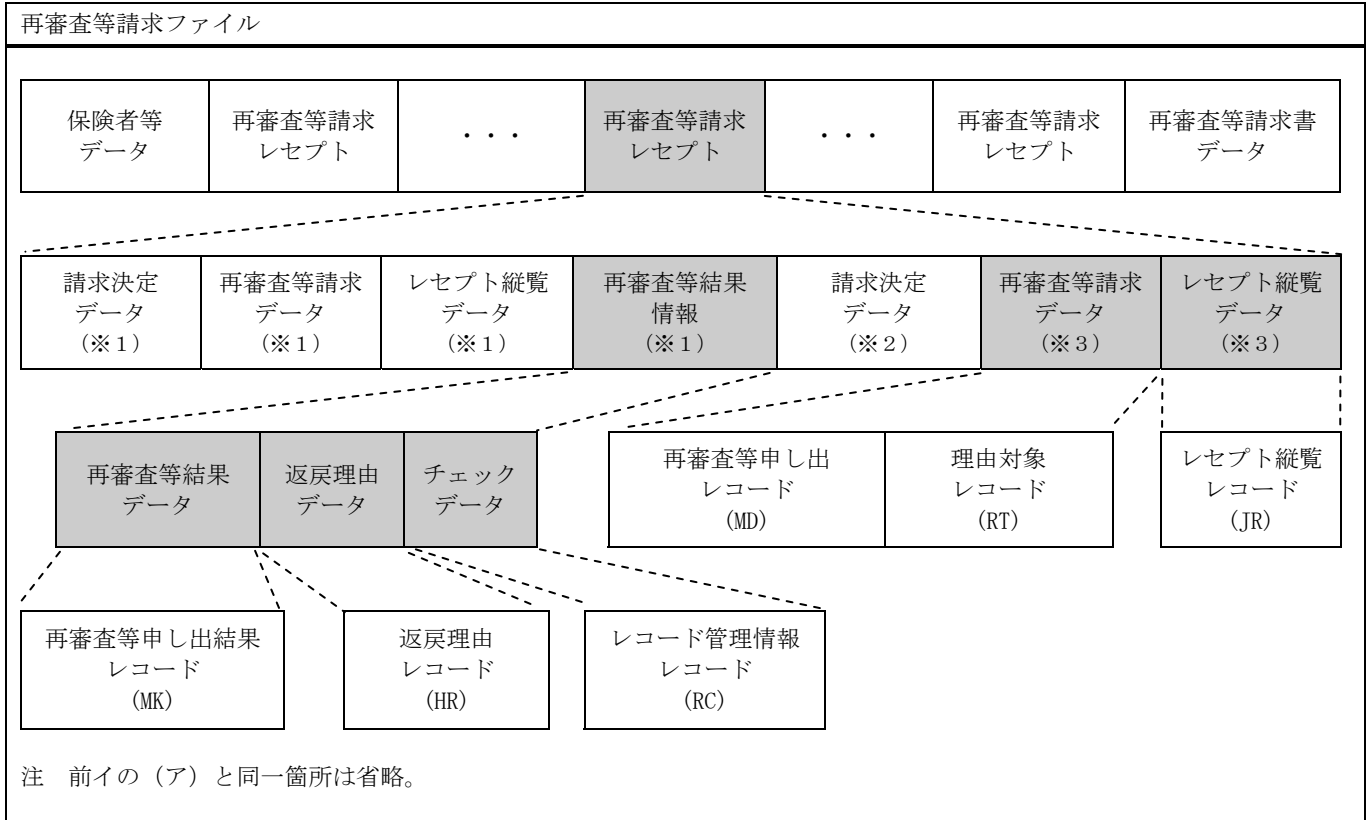 再審査等請求ファイル
保険者等
データ
再審査等請求
レセプト
・・・
再審査等請求
レセプト
・・・
再審査等請求
レセプト
再審査等請求書
データ
請求決定
データ
(※1)
再審査等請求
データ
(※1)
レセプト縦覧
データ
(※1)
再審査等結果
情報
(※1)
請求決定
データ
(※2)
再審査等請求
データ
(※3)
レセプト縦覧
データ
(※3)
再審査等結果
データ
返戻理由
データ
チェック
データ
再審査等申し出
レコード
(MD)
理由対象
レコード
(RT)
レセプト縦覧
レコード
(JR)
再審査等申し出結果
レコード
(MK)
返戻理由
レコード
(HR)
レコード管理情報
レコード
(RC)
注 前イの（ア）と同一箇所は省略。